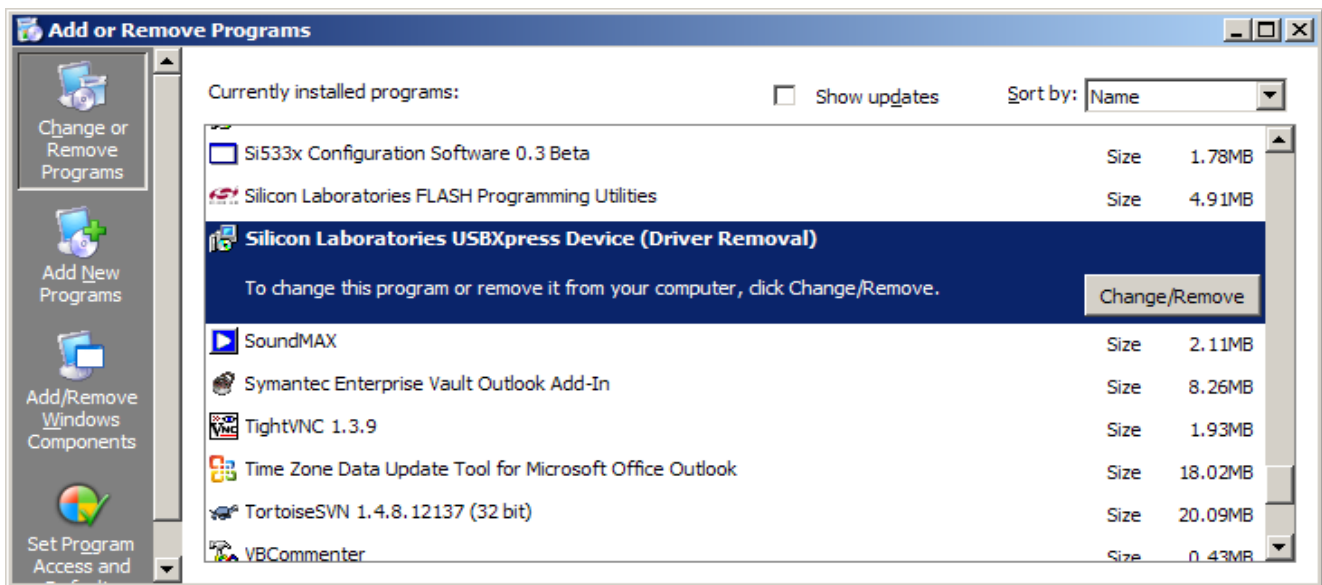 Add or Remove Programs
Change or
Remove
Programs
Add New
Programs
Add/Remove
Windows
Components
Set Program
Access and
Currently installed programs:
Show updates
Sort by: Name
Si533x Configuration Software 0.3 Beta Size 1.78MB
Silicon Laboratories FLASH Programming Utilities Size 4.91MB
Silicon Laboratories USBXpress Device (Driver Removal)
To change this program or remove it from your computer, click Change/Remove.
Change/Remove
SoundMAX Size 2.11MB
Symantec Enterprise Vault Outlook Add-In Size 8.26MB
TightVNC 1.3.9 Size 1.93MB
Time Zone Data Update Tool for Microsoft Office Outlook Size 18.02MB
TortoiseSVN 1.4.8.12137 (32 bit) Size 20.09MB
VBCommenter Size 0.43MB